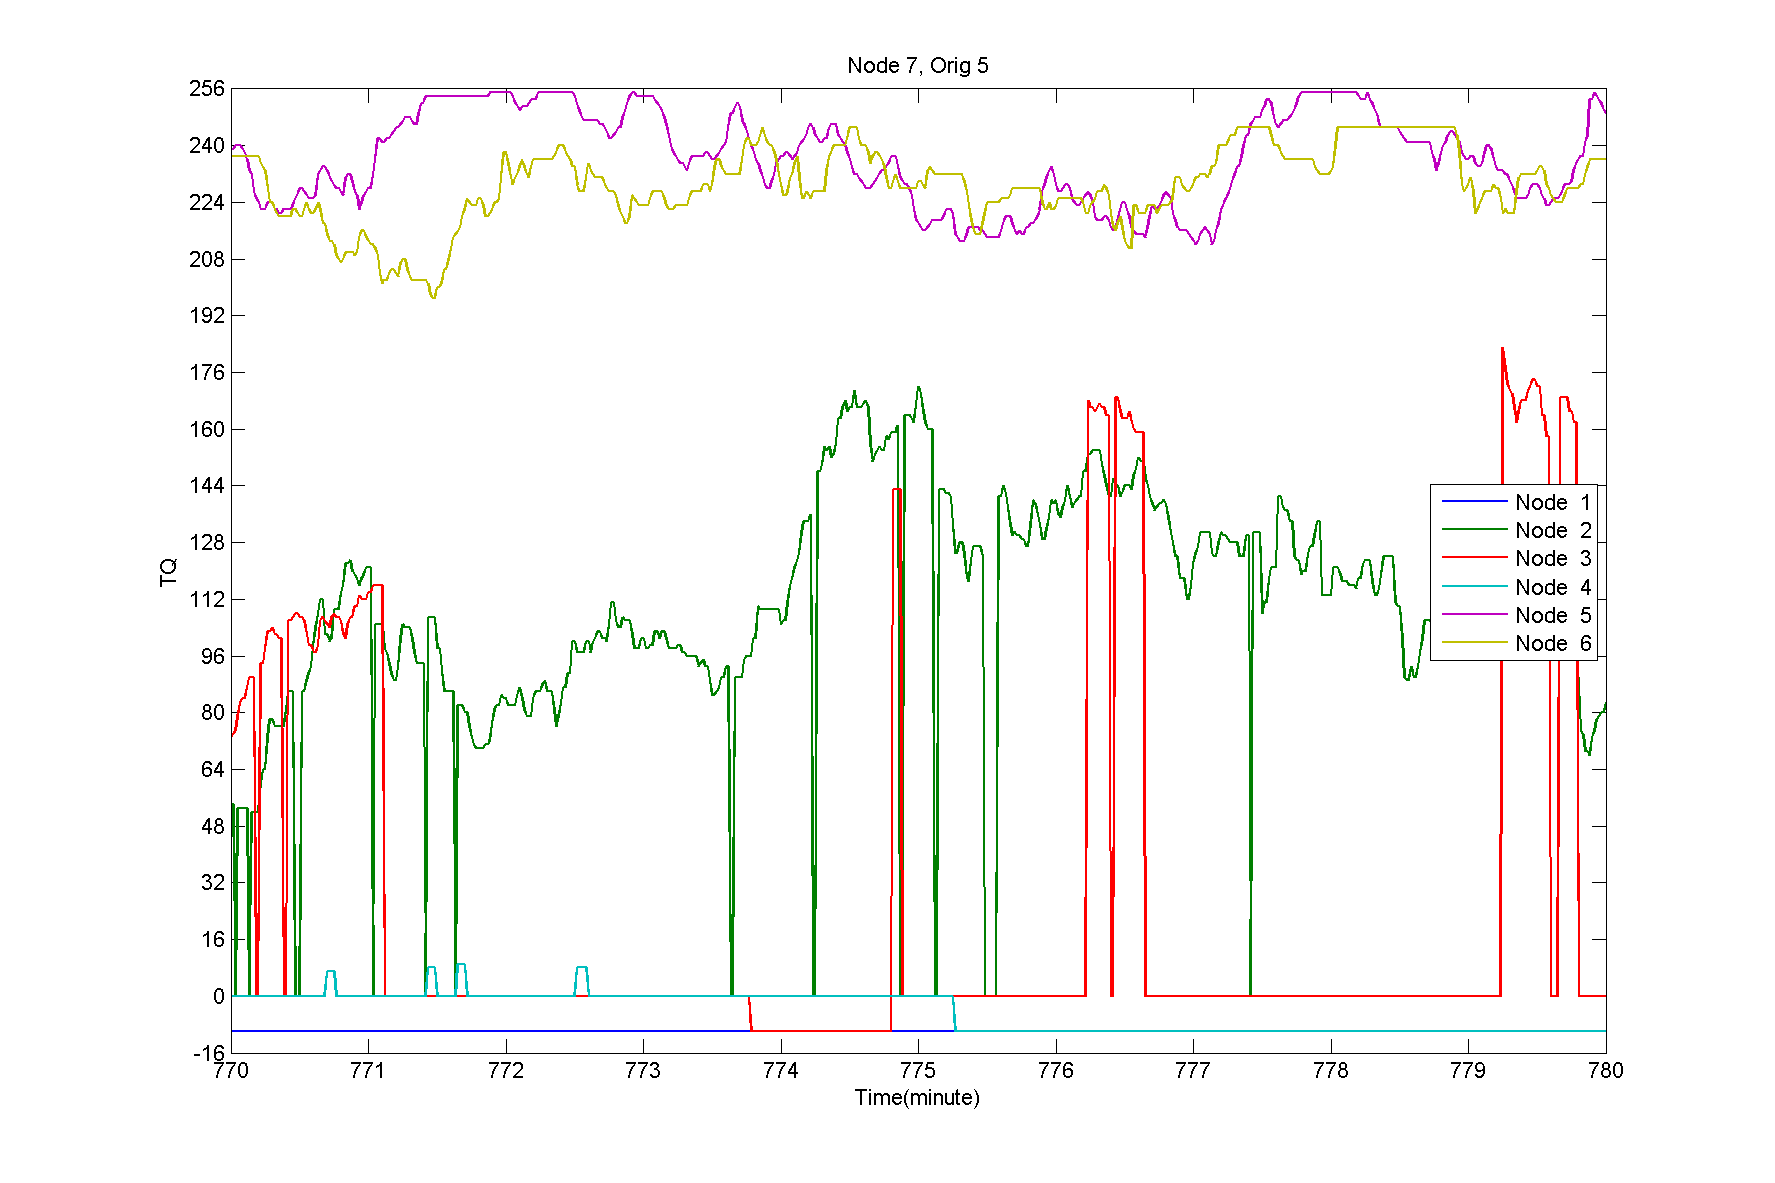 Node 7, Orig 5
256
240
224
208
192
176
160
144
128
112
96
80
64
48
32
16
0
-16
TQ
Node 1
Node 2
Node 3
Node 4
Node 5
Node 6
770 771 772 773 774 775 776 777 778 779 780
Time(minute)